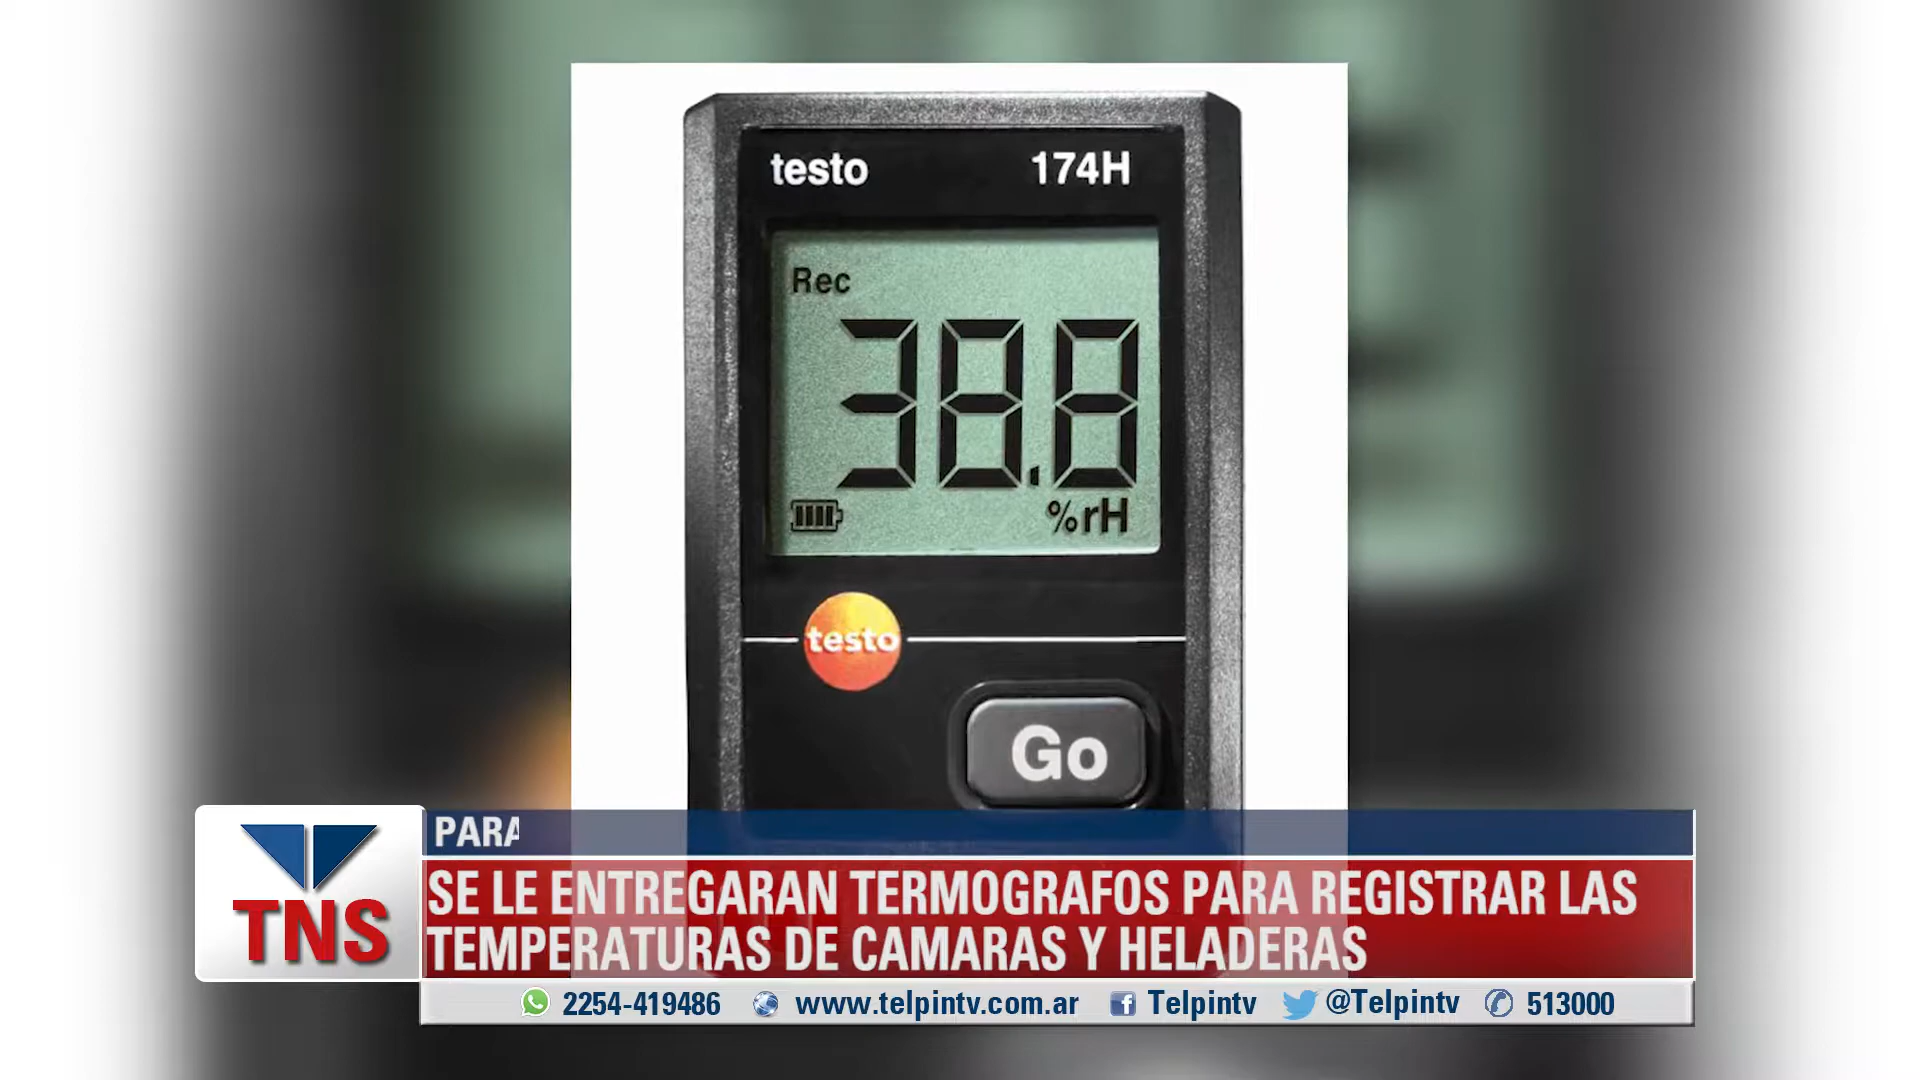 testo 174H
Rec
38.8
%rH
testo
Go
PARA
SE LE ENTREGARAN TERMOGRAFOS PARA REGISTRAR LAS
TEMPERATURAS DE CAMARAS Y HELADERAS
TNS
2254-419486 www.telpintv.com.ar Telpintv @Telpintv 513000